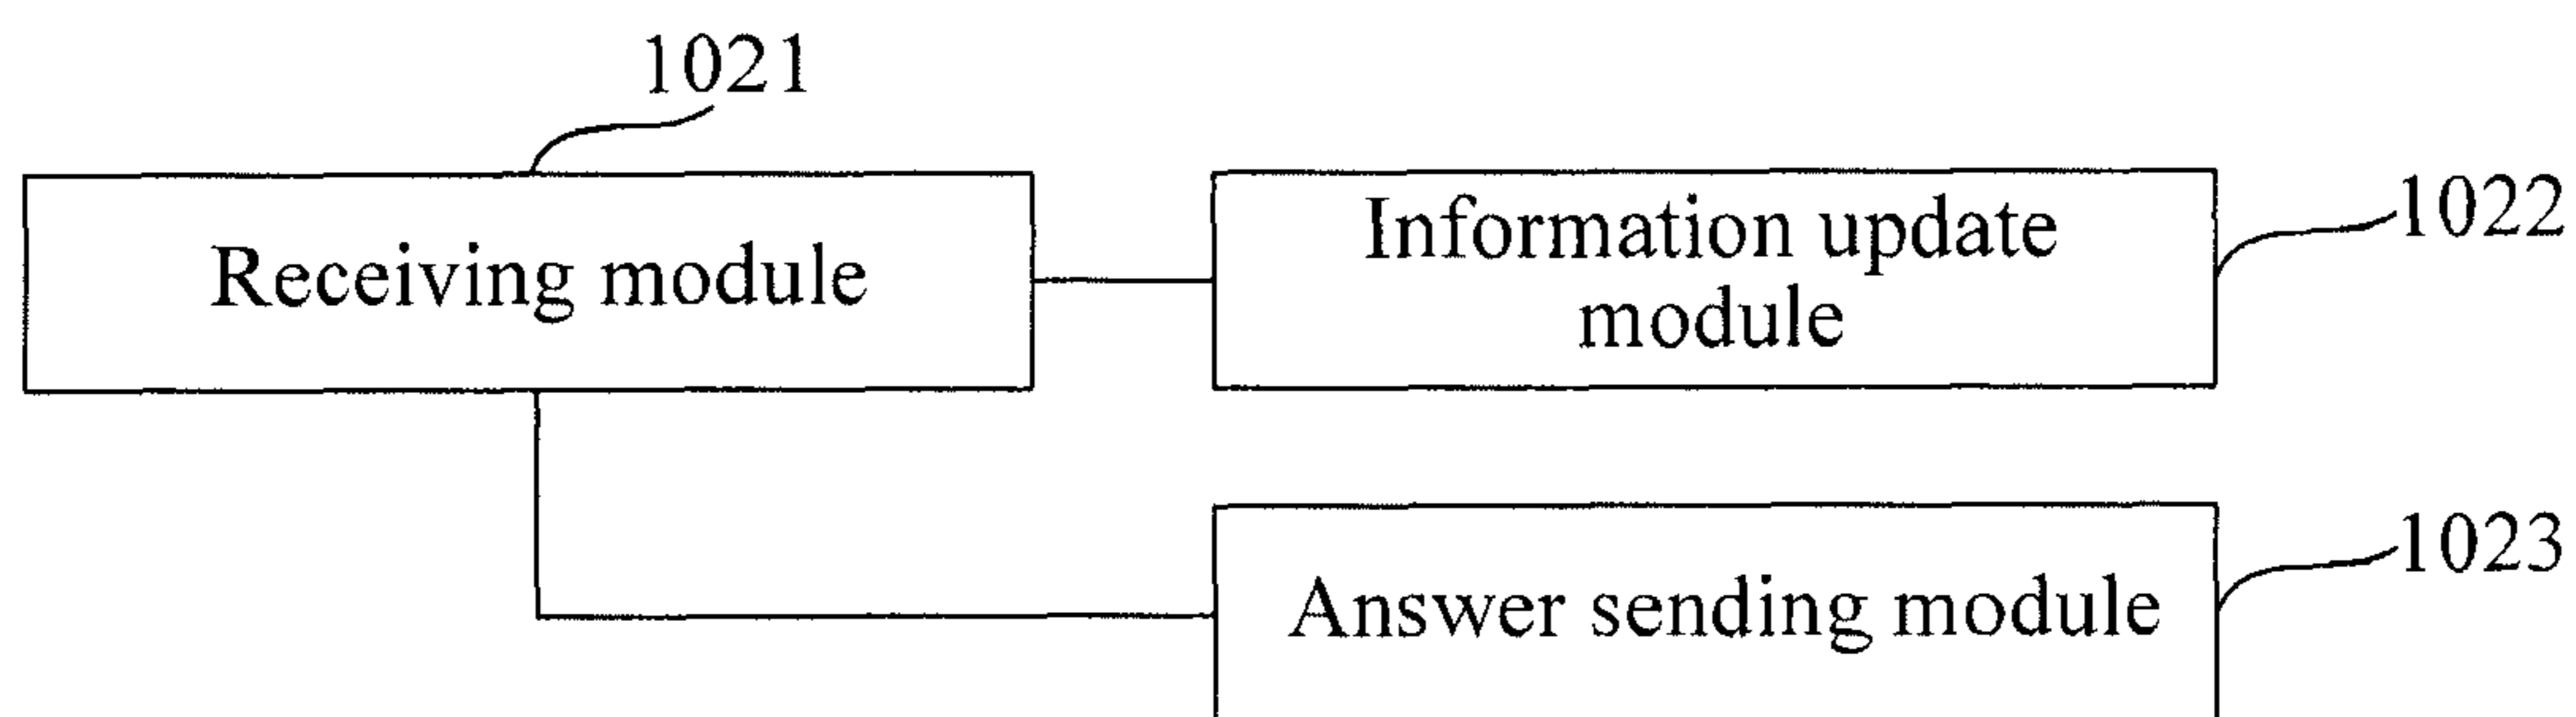 1021
Receiving module
Information update
module
1022
Answer sending module
1023